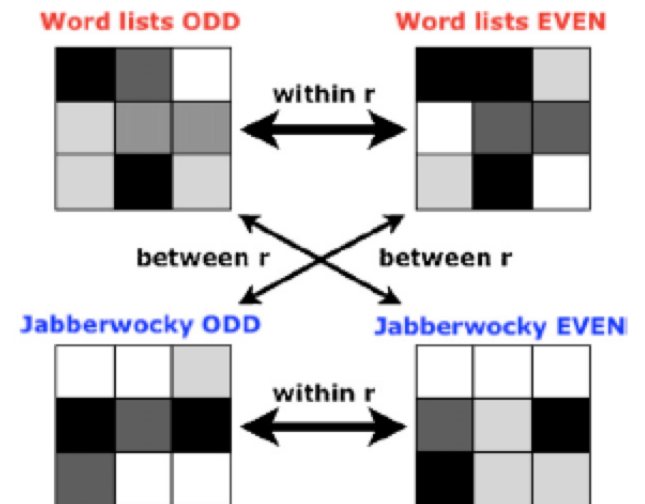 Word lists ODD
Word lists EVEN
within r
between r
between r
Jabberwocky ODD
Jabberwocky EVEN
within r